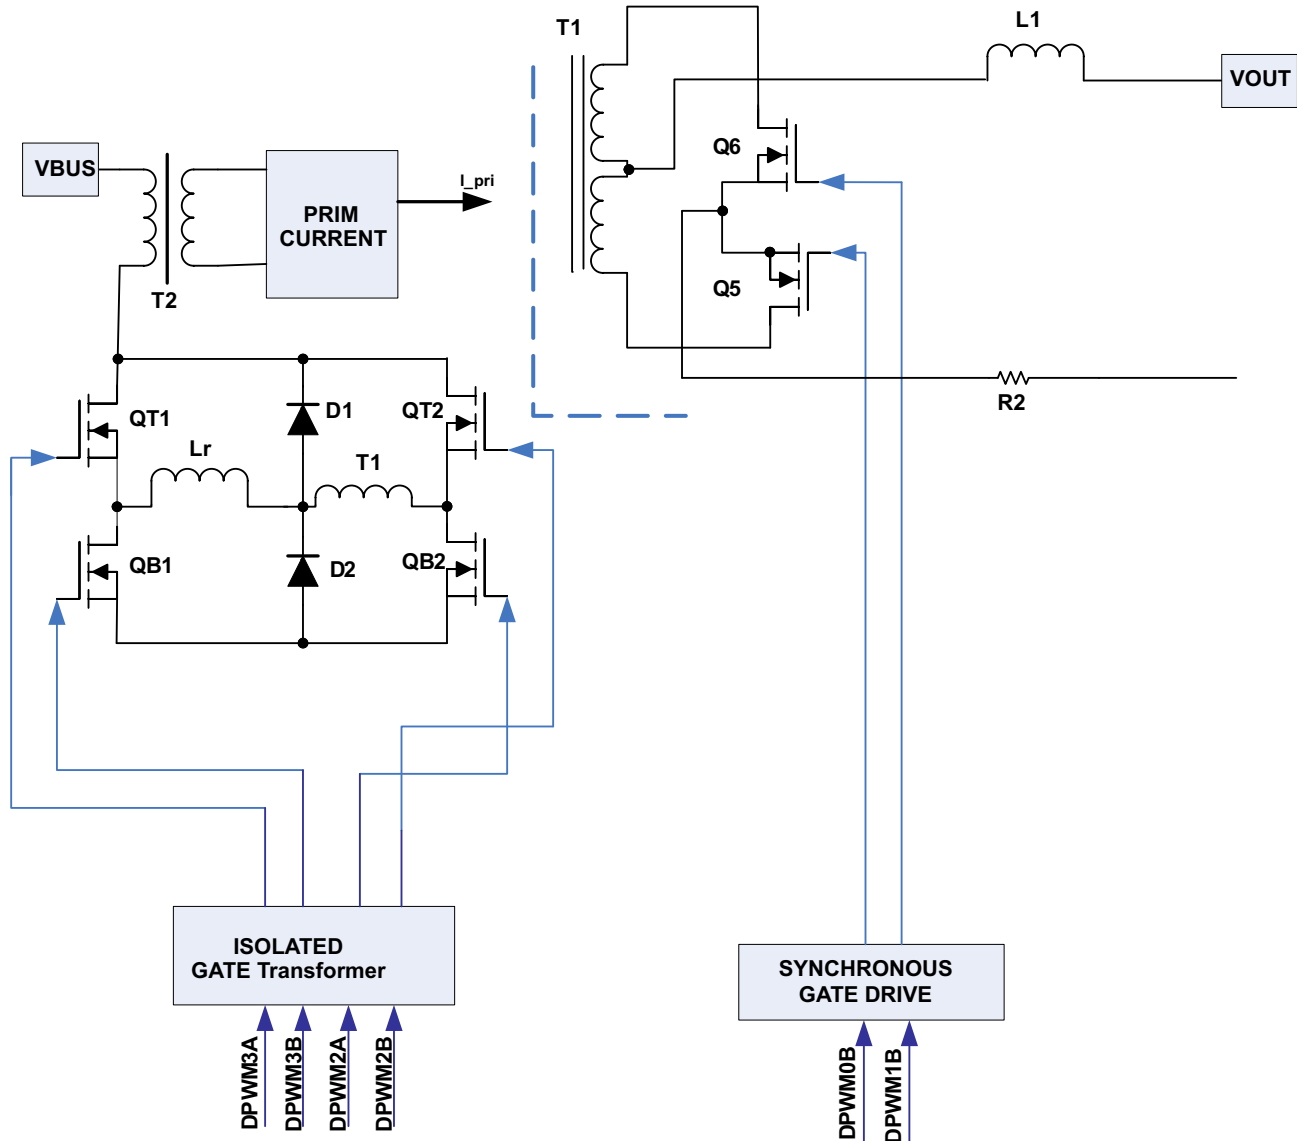 T1
L1
VOUT
Q6
VBUS
I_pri
PRIM
CURRENT
Q5
T2
R2
QT1
D1
QT2
Lr
T1
QB1
D2
QB2
ISOLATED
GATE Transformer
SYNCHRONOUS
GATE DRIVE
DPWM3A
DPWM3B
DPWM2A
DPWM2B
DPWM0B
DPWM1B